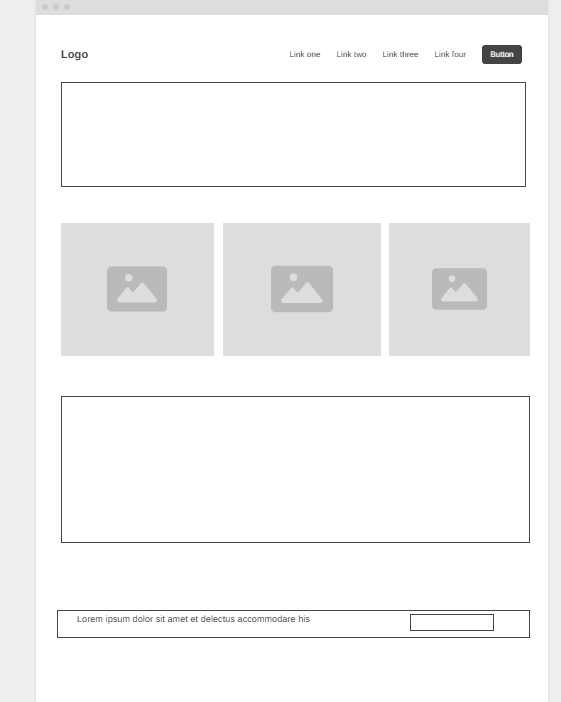 Logo
Link one Link two Link three Link four Button
Lorem ipsum dolor sit amet et delectus accommodare his